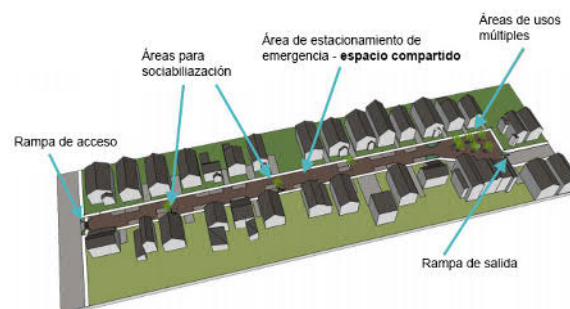 Áreas de usos
múltiples
Área de estacionamiento de
emergencia - espacio compartido
Áreas para
sociabiliazación
Rampa de acceso
Rampa de salida